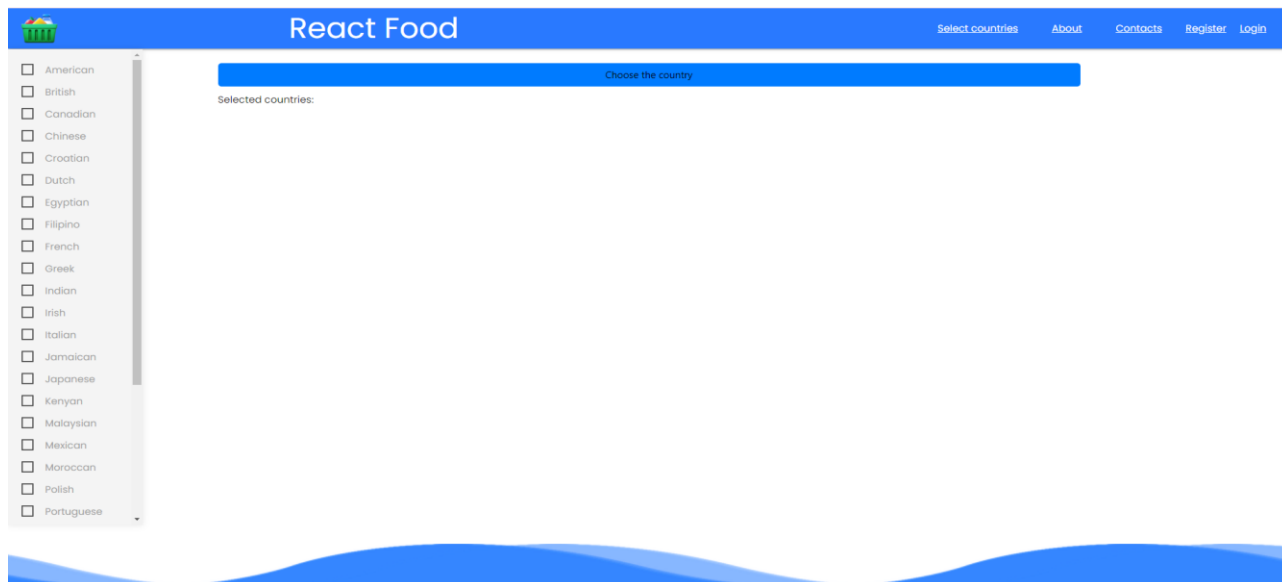 React Food
Select countries
About
Contacts
Register
Login
American
British
Canadian
Chinese
Croatian
Dutch
Egyptian
Filipino
French
Greek
Indian
Irish
Italian
Jamaican
Japanese
Kenyan
Malaysian
Mexican
Moroccan
Polish
Portuguese
Choose the country
Selected countries: